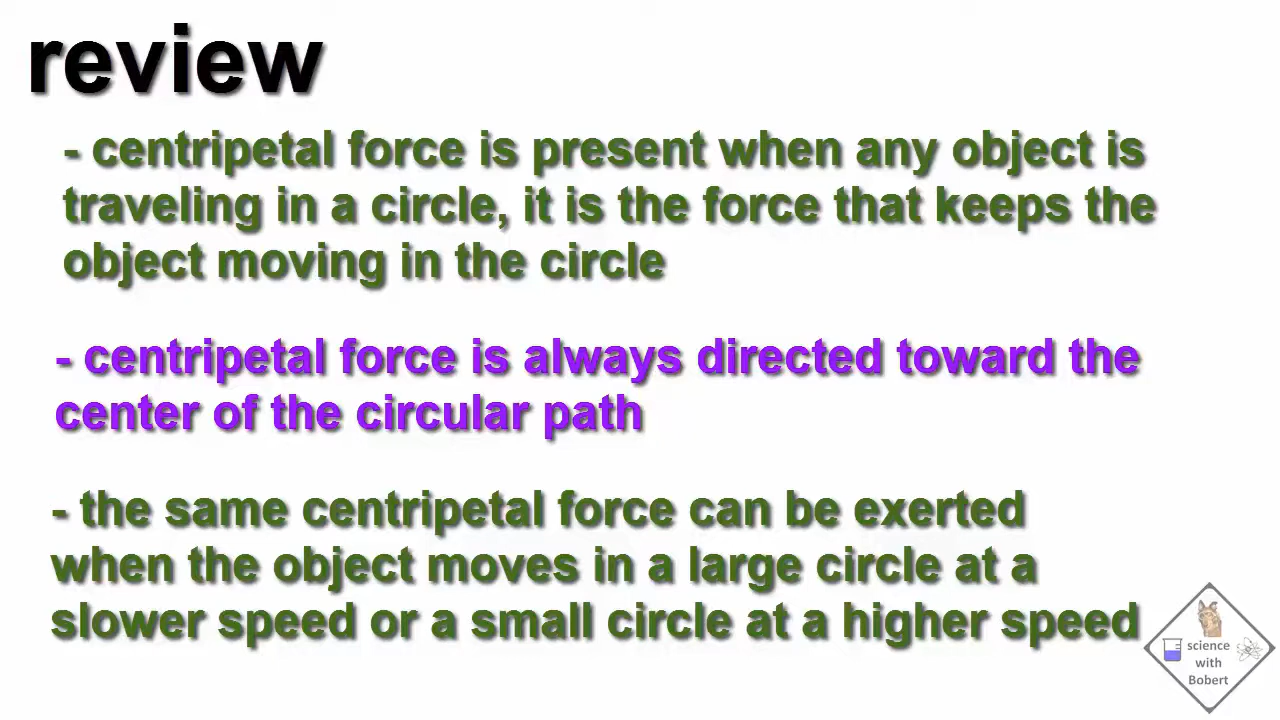 review
- centripetal force is present when any object is
traveling in a circle, it is the force that keeps the
object moving in the circle
- centripetal force is always directed toward the
center of the circular path
- the same centripetal force can be exerted
when the object moves in a large circle at a
slower speed or a small circle at a higher speed
science
with
Bobert